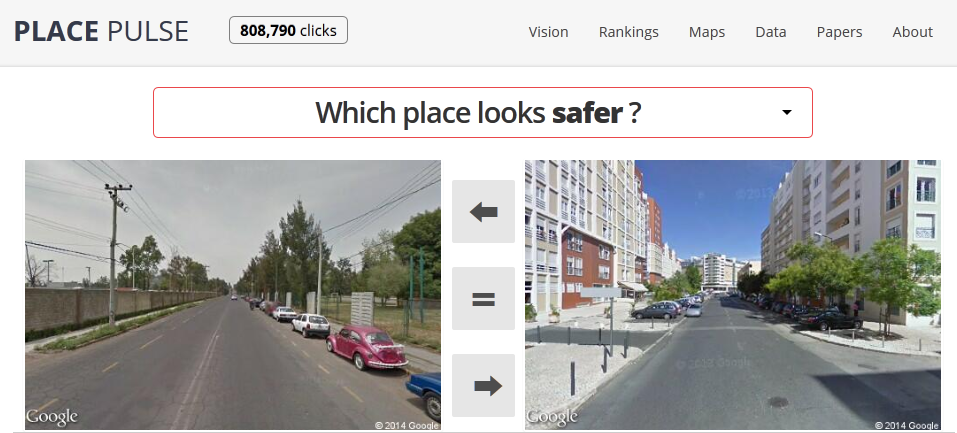 PLACE PULSE
808,790 clicks
Vision
Rankings
Maps
Data
Papers
About
Which place looks safer ?
Google
© 2014 Google
Google
© 2014 Google